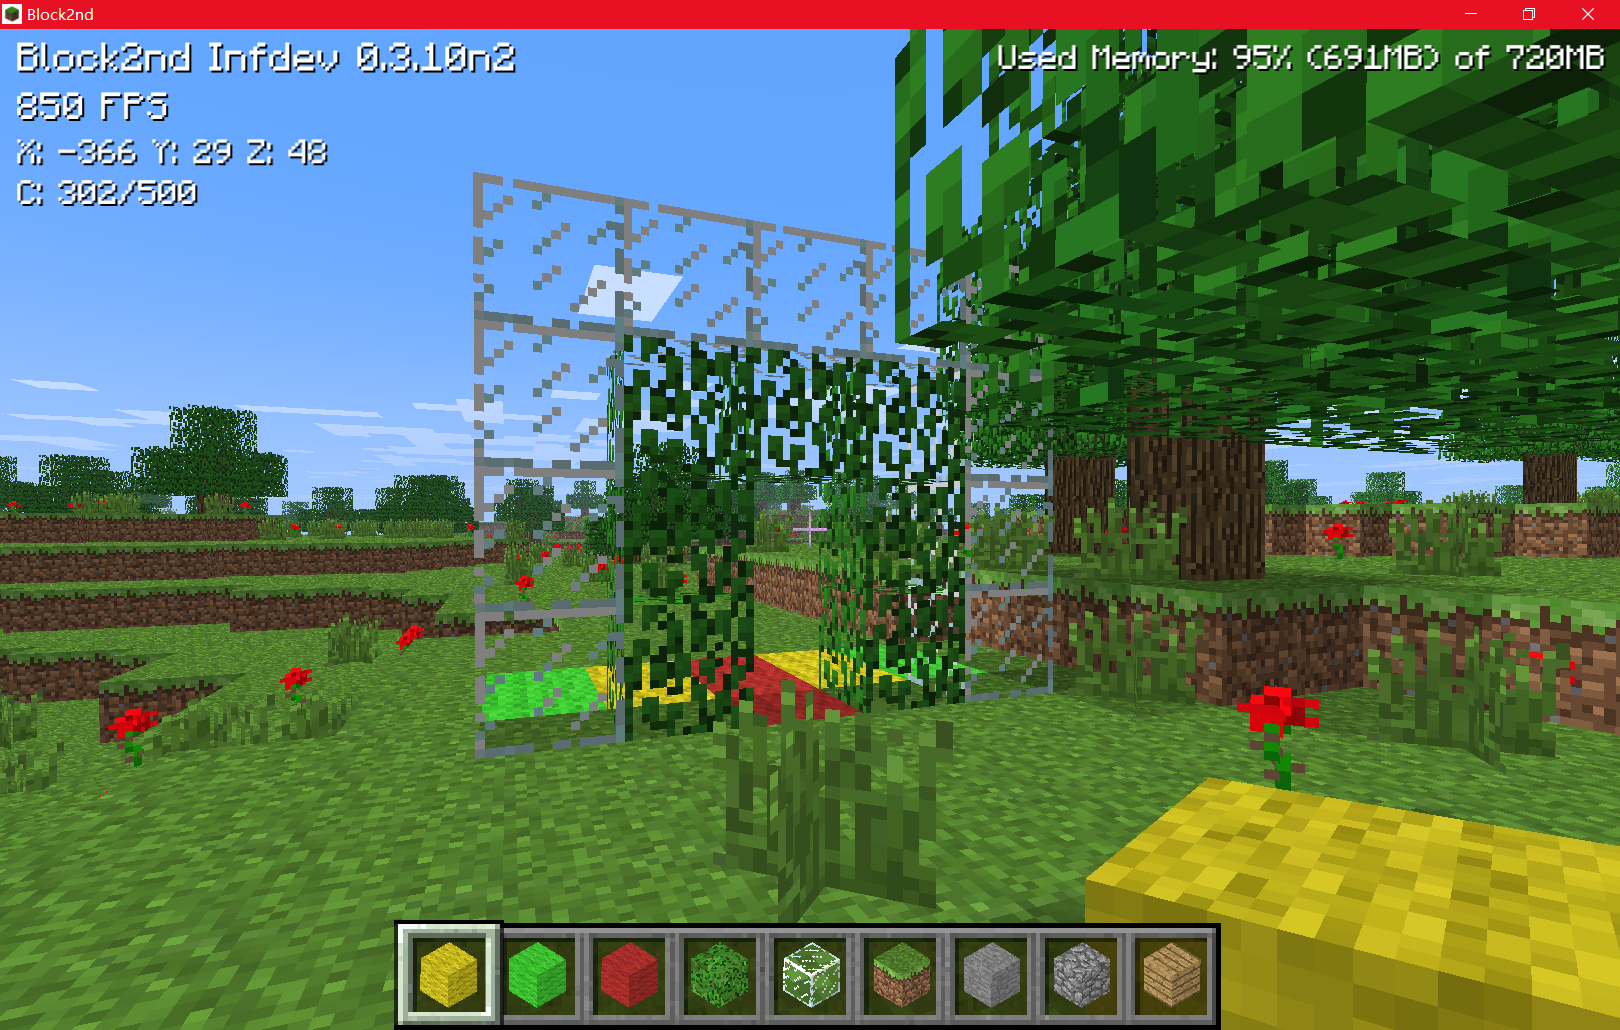 Block2nd
Block2nd Infdev 0.3.10n2
Used Memory: 95% (691MB) of 720MB
850 FPS
X: -366 Y: 29 Z: 48
C: 302/500